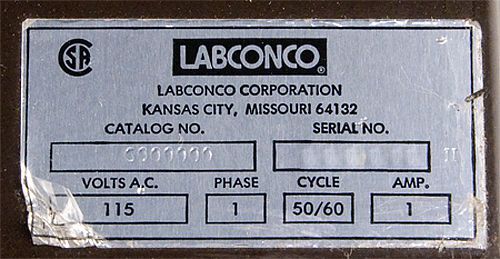 CSA
LABCONCO®
LABCONCO CORPORATION
KANSAS CITY, MISSOURI 64132
CATALOG NO. SERIAL NO.
VOLTS A.C. PHASE CYCLE AMP.
115 1 50/60 1